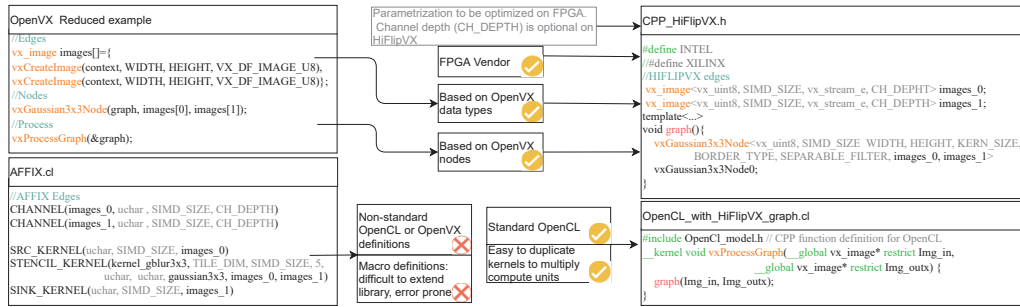 OpenVX  Reduced example
//Edges
vx_image images[]={
vxCreateImage(context, WIDTH, HEIGHT, VX_DF_IMAGE_U8),
vxCreateImage(context, WIDTH, HEIGHT, VX_DF_IMAGE_U8)};
//Nodes
vxGaussian3x3Node(graph, images[0], images[1]);
//Process
vxProcessGraph(&graph);
Parametrization to be optimized on FPGA.
Channel depth (CH_DEPTH) is optional on
HiFlipVX
FPGA Vendor
Based on OpenVX
data types
Based on OpenVX
nodes
CPP_HiFlipVX.h
#define INTEL
//#define XILINX
//HIFLIPVX edges
vx_image<vx_uint8, SIMD_SIZE, vx_stream_e, CH_DEPHT> images_0;
vx_image<vx_uint8, SIMD_SIZE, vx_stream_e, CH_DEPTH> images_1;
template<...>
void graph(){
vxGaussian3x3Node<vx_uint8, SIMD_SIZE  WIDTH, HEIGHT, KERN_SIZE,
BORDER_TYPE, SEPARABLE_FILTER, images_0, images_1>
vxGaussian3x3Node0;
}
AFFIX.cl
//AFFIX Edges
CHANNEL(images_0, uchar , SIMD_SIZE, CH_DEPTH)
CHANNEL(images_1, uchar, SIMD_SIZE, CH_DEPTH)
SRC_KERNEL(uchar, SIMD_SIZE, images_0)
STENCIL_KERNEL(kernel_gblur3x3, TILE_DIM, SIMD_SIZE, 5,
uchar, uchar, gaussian3x3, images_0, images_1)
SINK_KERNEL(uchar, SIMD_SIZE, images_1)
Non-standard
OpenCL or OpenVX
definitions
Macro definitions:
difficult to extend
library, error prone
Standard OpenCL
Easy to duplicate
kernels to multiply
compute units
OpenCL_with_HiFlipVX_graph.cl
#include OpenCl_model.h // CPP function definition for OpenCL
__kernel void vxProcessGraph(__global vx_image* restrict Img_in,
__global vx_image* restrict Img_outx) {
graph(Img_in, Img_outx);
}